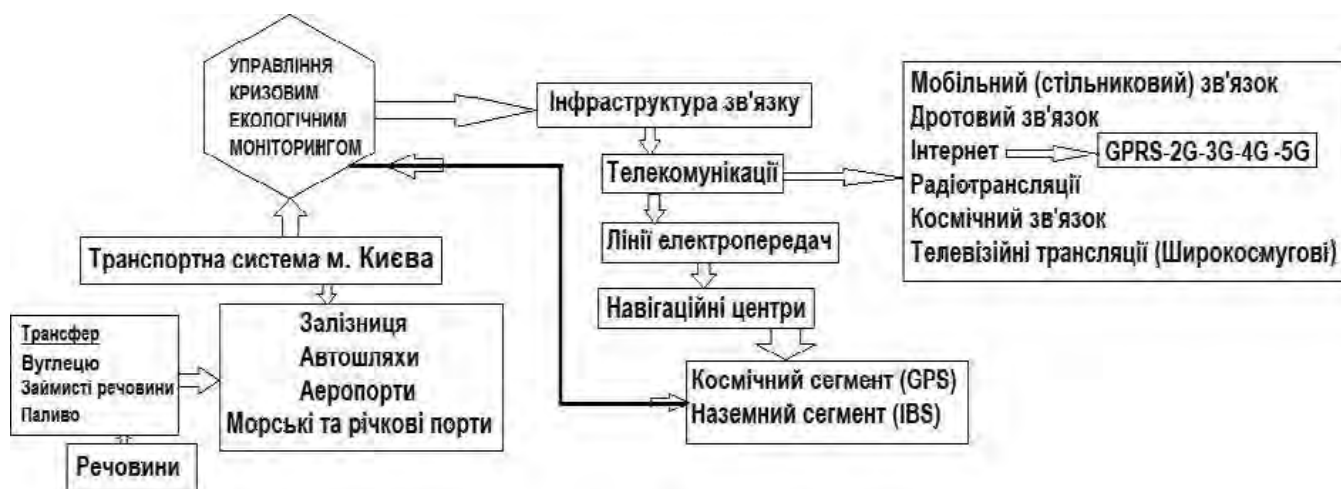 УПРАВЛІННЯ
КРИЗОВИМ
ЕКОЛОГІЧНИМ
МОНІТОРИНГОМ
Інфраструктура зв'язку
Телекомунікації
Лінії електропередач
Навігаційні центри
Космічний сегмент (GPS)
Наземний сегмент (IBS)
Мобільний (стільниковий) зв'язок
Дротовий зв'язок
Інтернет
GPRS-2G-3G-4G -5G
Радіотрансляції
Космічний зв'язок
Телевізійні трансляції (Широкосмугові)
Транспортна система м. Києва
Залізниця
Автошляхи
Аеропорти
Морські та річкові порти
Трансфер
Вуглецю
Займисті речовини
Паливо
Речовини